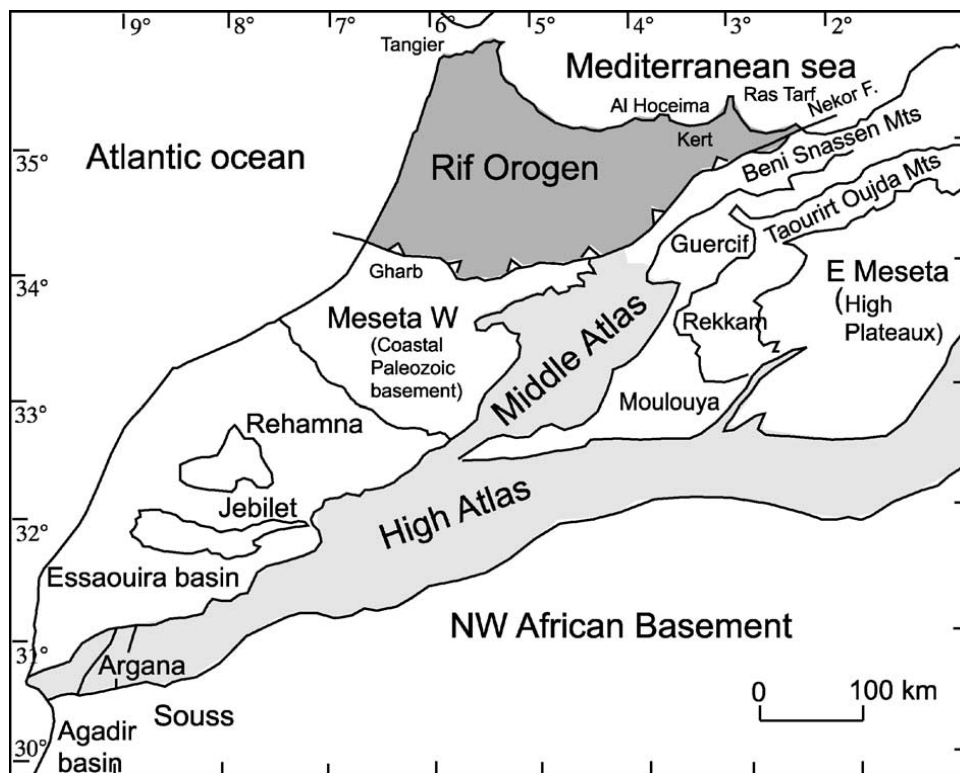 9°
8°
7°
6°
5°
4°
3°
2°
Tangier
Mediterranean sea
Al Hoceima
Ras Tarf
Nekor F.
Kert
Beni Snassen Mts
35°
Atlantic ocean
Rif Orogen
Taourirt Oujda Mts
Guercif
34°
Gharb
E Meseta
(High
Plateaux)
Meseta W
(Coastal
Paleozoic
basement)
Rekkam
Middle Atlas
33°
Moulouya
Rehamna
Jebilet
High Atlas
32°
Essaouira basin
NW African Basement
31°
Argana
Souss
0
100 km
Agadir
basin
30°